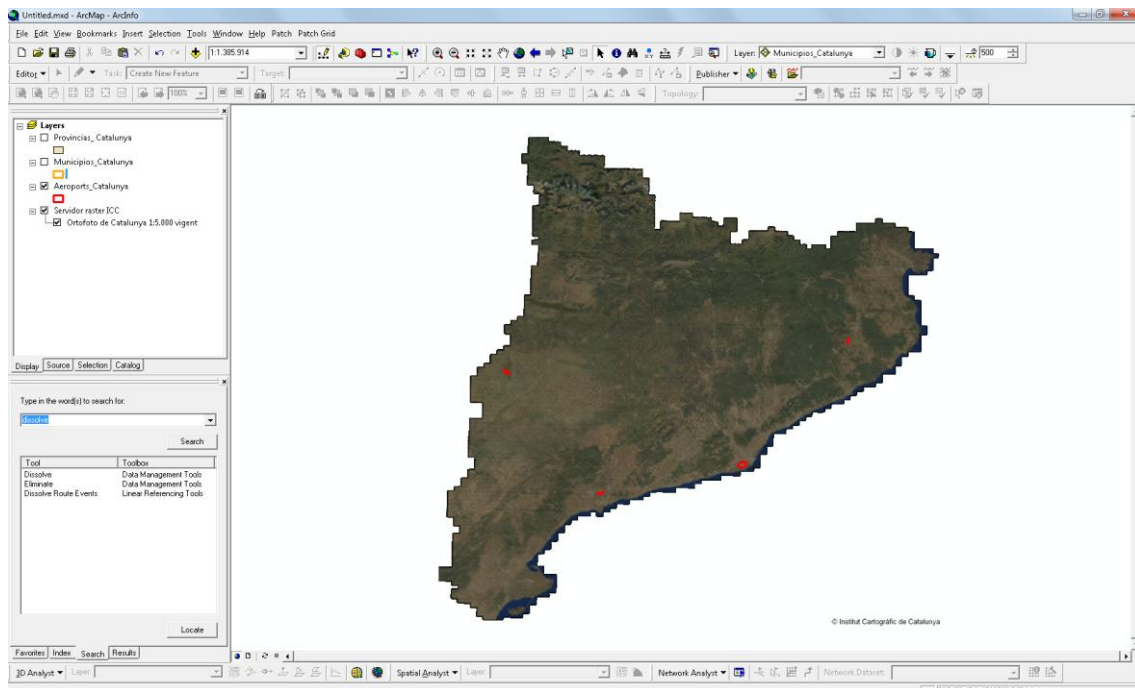 Untitled.mxd - ArcMap - ArcInfo
File Edit View Bookmarks Insert Selection Tools Window Help Patch Patch Grid
1:1.385.914
Layer: Municipios_Catalunya
500
Editor
Task: Create New Feature
Target:
Publisher
100%
Topology:
Layers
Provincias_ Catalunya
Municipios_Catalunya
Aeroports_Catalunya
Servidor raster ICC
Ortofoto de Catalunya 1:5.000 vigent
Display Source Selection Catalog
Type in the word(s) to search for:
dissolve
Search
Tool Toolbox
Dissolve Data Management Tools
Eliminate Data Management Tools
Dissolve Route Events Linear Referencing Tools
Locate
Favorites Index Search Results
© Institut Cartogràfic de Catalunya
3D Analyst Layer:
Spatial Analyst Layer:
Network Analyst
Network Dataset: